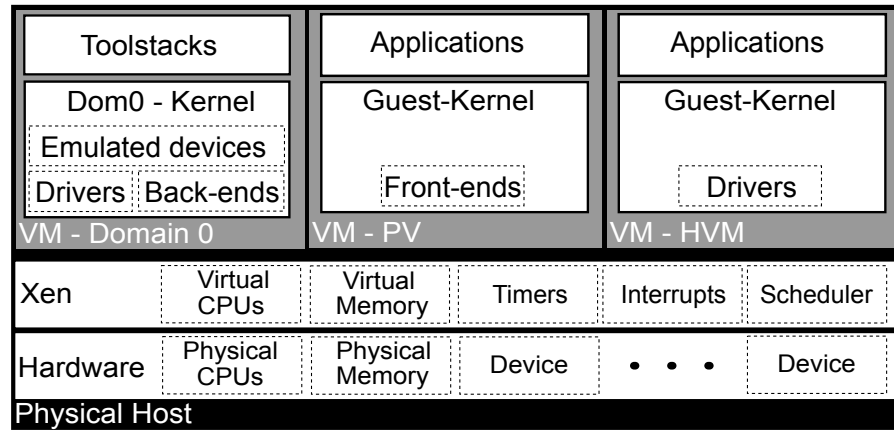 Toolstacks
Dom0 - Kernel
Emulated devices
Drivers Back-ends
VM - Domain 0
Applications
Guest-Kernel
Front-ends
VM - PV
Applications
Guest-Kernel
Drivers
VM - HVM
Xen
Virtual
CPUs
Virtual
Memory
Timers
Interrupts
Scheduler
Hardware
Physical
CPUs
Physical
Memory
Device
• • •
Device
Physical Host